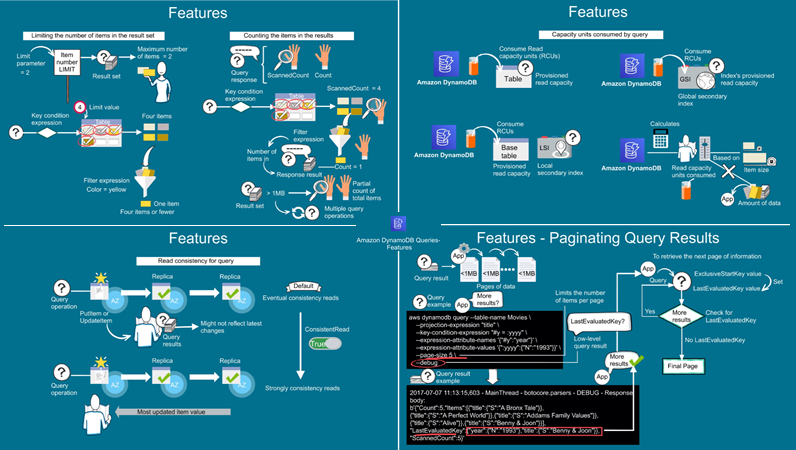 Features
Limiting the number of items in the result set
Limit
parameter
= 2
Item
number
LIMIT
Result set
Maximum number
of items = 2
4
Limit value
Key condition
expression
Table
Four items
Filter expression
Color = yellow
One item
Four items or fewer
Counting the items in the results
Query
response
ScannedCount
Count
Key condition
expression
Table
ScannedCount = 4
Filter
expression
Number of
items in
Response result
Count = 1
> 1MB
Result set
Partial
count of
total items
Multiple query
operations
Features
Capacity units consumed by query
Amazon DynamoDB
Consume Read
capacity units (RCUs)
Table
Provisioned
read capacity
Amazon DynamoDB
Consume
RCUs
GSI
Index's provisioned
read capacity
Global secondary
index
Amazon DynamoDB
Consume
RCUs
Base
table
Provisioned
read capacity
LSI
Local
secondary index
Amazon DynamoDB
Calculates
Read capacity
units consumed
Based on
Item size
App
Amount of data
Amazon DynamoDB Queries-
Features
Features
Read consistency for query
Query
operation
Replica
Replica
AZ
AZ
AZ
PutItem or
UpdateItem
Query
results
Might not reflect latest
changes
Default
Eventual consistency reads
ConsistentRead
True
Strongly consistency reads
Query
operation
Replica
Replica
AZ
AZ
AZ
Most updated item value
Features - Paginating Query Results
Query result
App
<1MB
<1MB
<1MB
Pages of data
Query
example
App
More
results?
Limits the number
of items per page
aws dynamodb query --table-name Movies \
--projection-expression "title" \
--key-condition-expression "#y = :yyyy" \
--expression-attribute-names '{"#y":"year"}' \
--expression-attribute-values '{":yyyy":{"N":"1993"}}' \
--page-size 5 \
--debug
LastEvaluatedKey?
Low-level
query result
Query result
example
More
results
App
2017-07-07 11:13:15,603 - MainThread - botocore.parsers - DEBUG - Response
body:
b'{"Count":5,"Items":[{"title":{"S":"A Bronx Tale"}},
{"title":{"S":"A Perfect World"}},{"title":{"S":"Addams Family Values"}},
{"title":{"S":"Alive"}},{"title":{"S":"Benny & Joon"}}],
"LastEvaluatedKey":{"year":{"N":"1993"},"title":{"S":"Benny & Joon"}},
"ScannedCount":5}'
To retrieve the next page of information
App
Query
ExclusiveStartKey value
LastEvaluatedKey value
Set
Yes
More
results
Check for
LastEvaluatedKey
No LastEvaluatedKey
Final Page